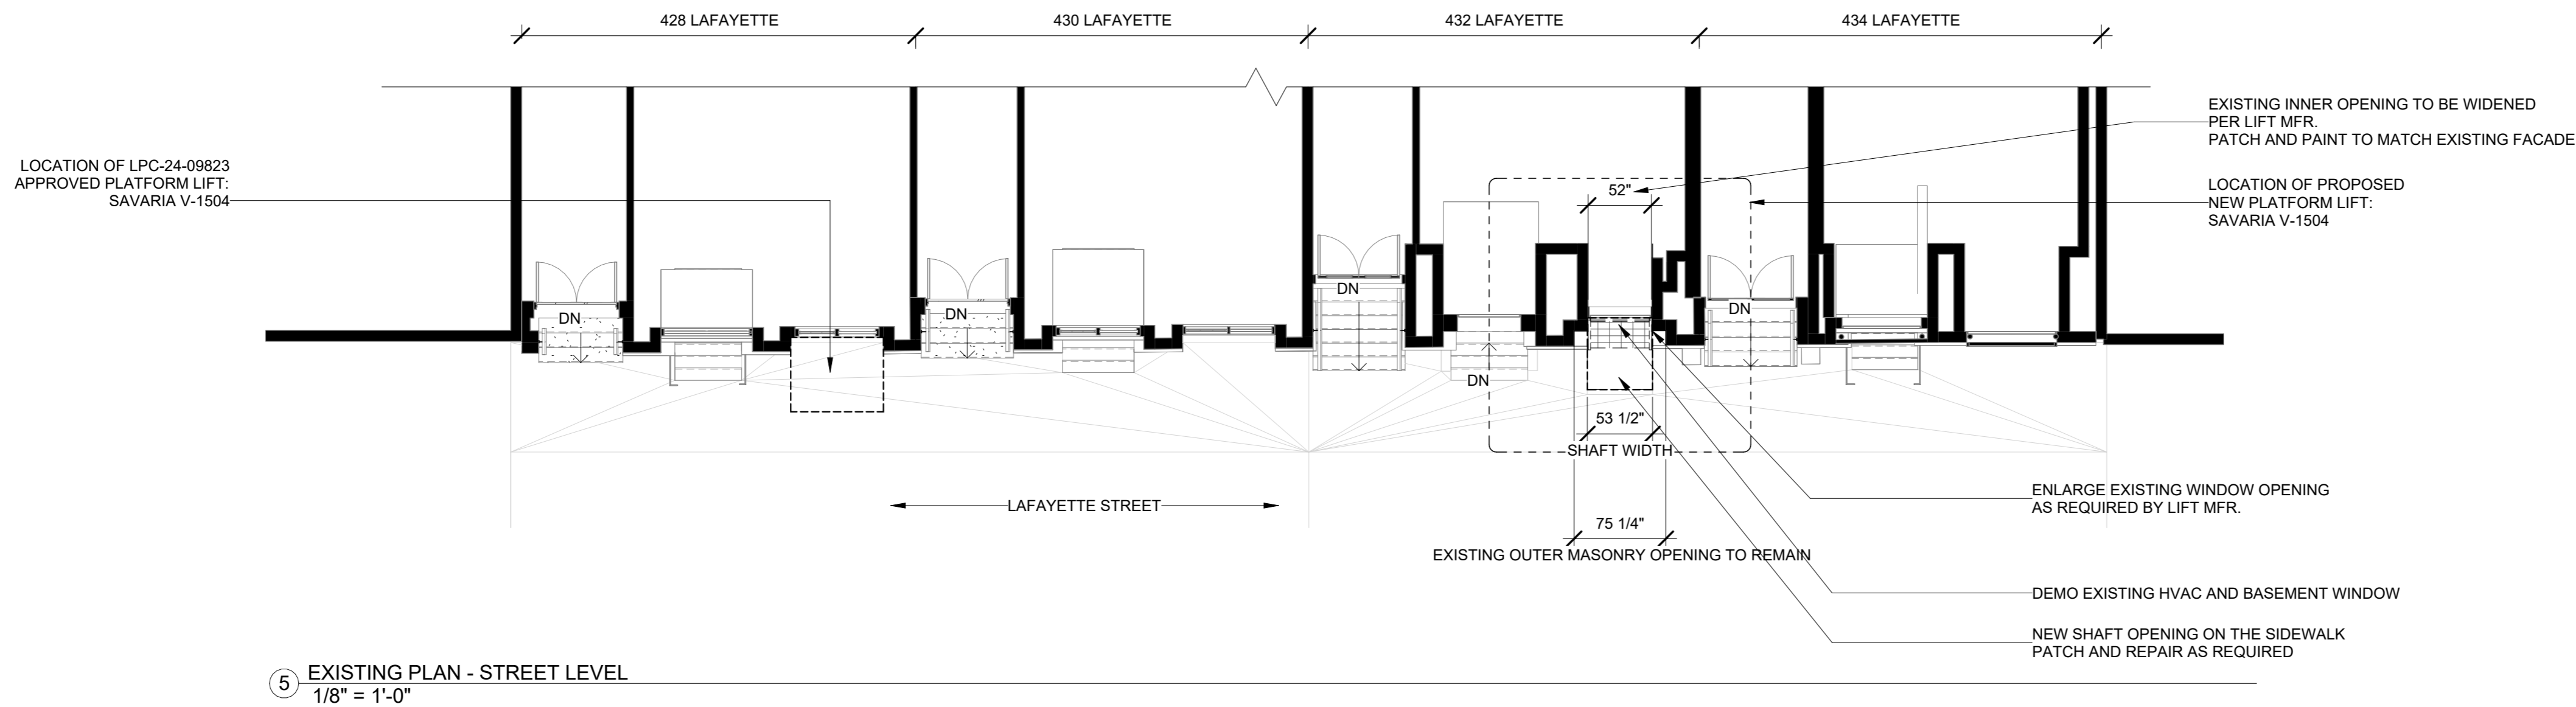 428 LAFAYETTE
430 LAFAYETTE
432 LAFAYETTE
434 LAFAYETTE
EXISTING INNER OPENING TO BE WIDENED
PER LIFT MFR.
PATCH AND PAINT TO MATCH EXISTING FACADE
LOCATION OF LPC-24-09823
APPROVED PLATFORM LIFT:
SAVARIA V-1504
52"
LOCATION OF PROPOSED
NEW PLATFORM LIFT:
SAVARIA V-1504
DN
DN
DN
DN
DN
53 1/2"
SHAFT WIDTH
LAFAYETTE STREET
ENLARGE EXISTING WINDOW OPENING
AS REQUIRED BY LIFT MFR.
75 1/4"
EXISTING OUTER MASONRY OPENING TO REMAIN
DEMO EXISTING HVAC AND BASEMENT WINDOW
NEW SHAFT OPENING ON THE SIDEWALK
PATCH AND REPAIR AS REQUIRED
5
EXISTING PLAN - STREET LEVEL
1/8" = 1'-0"